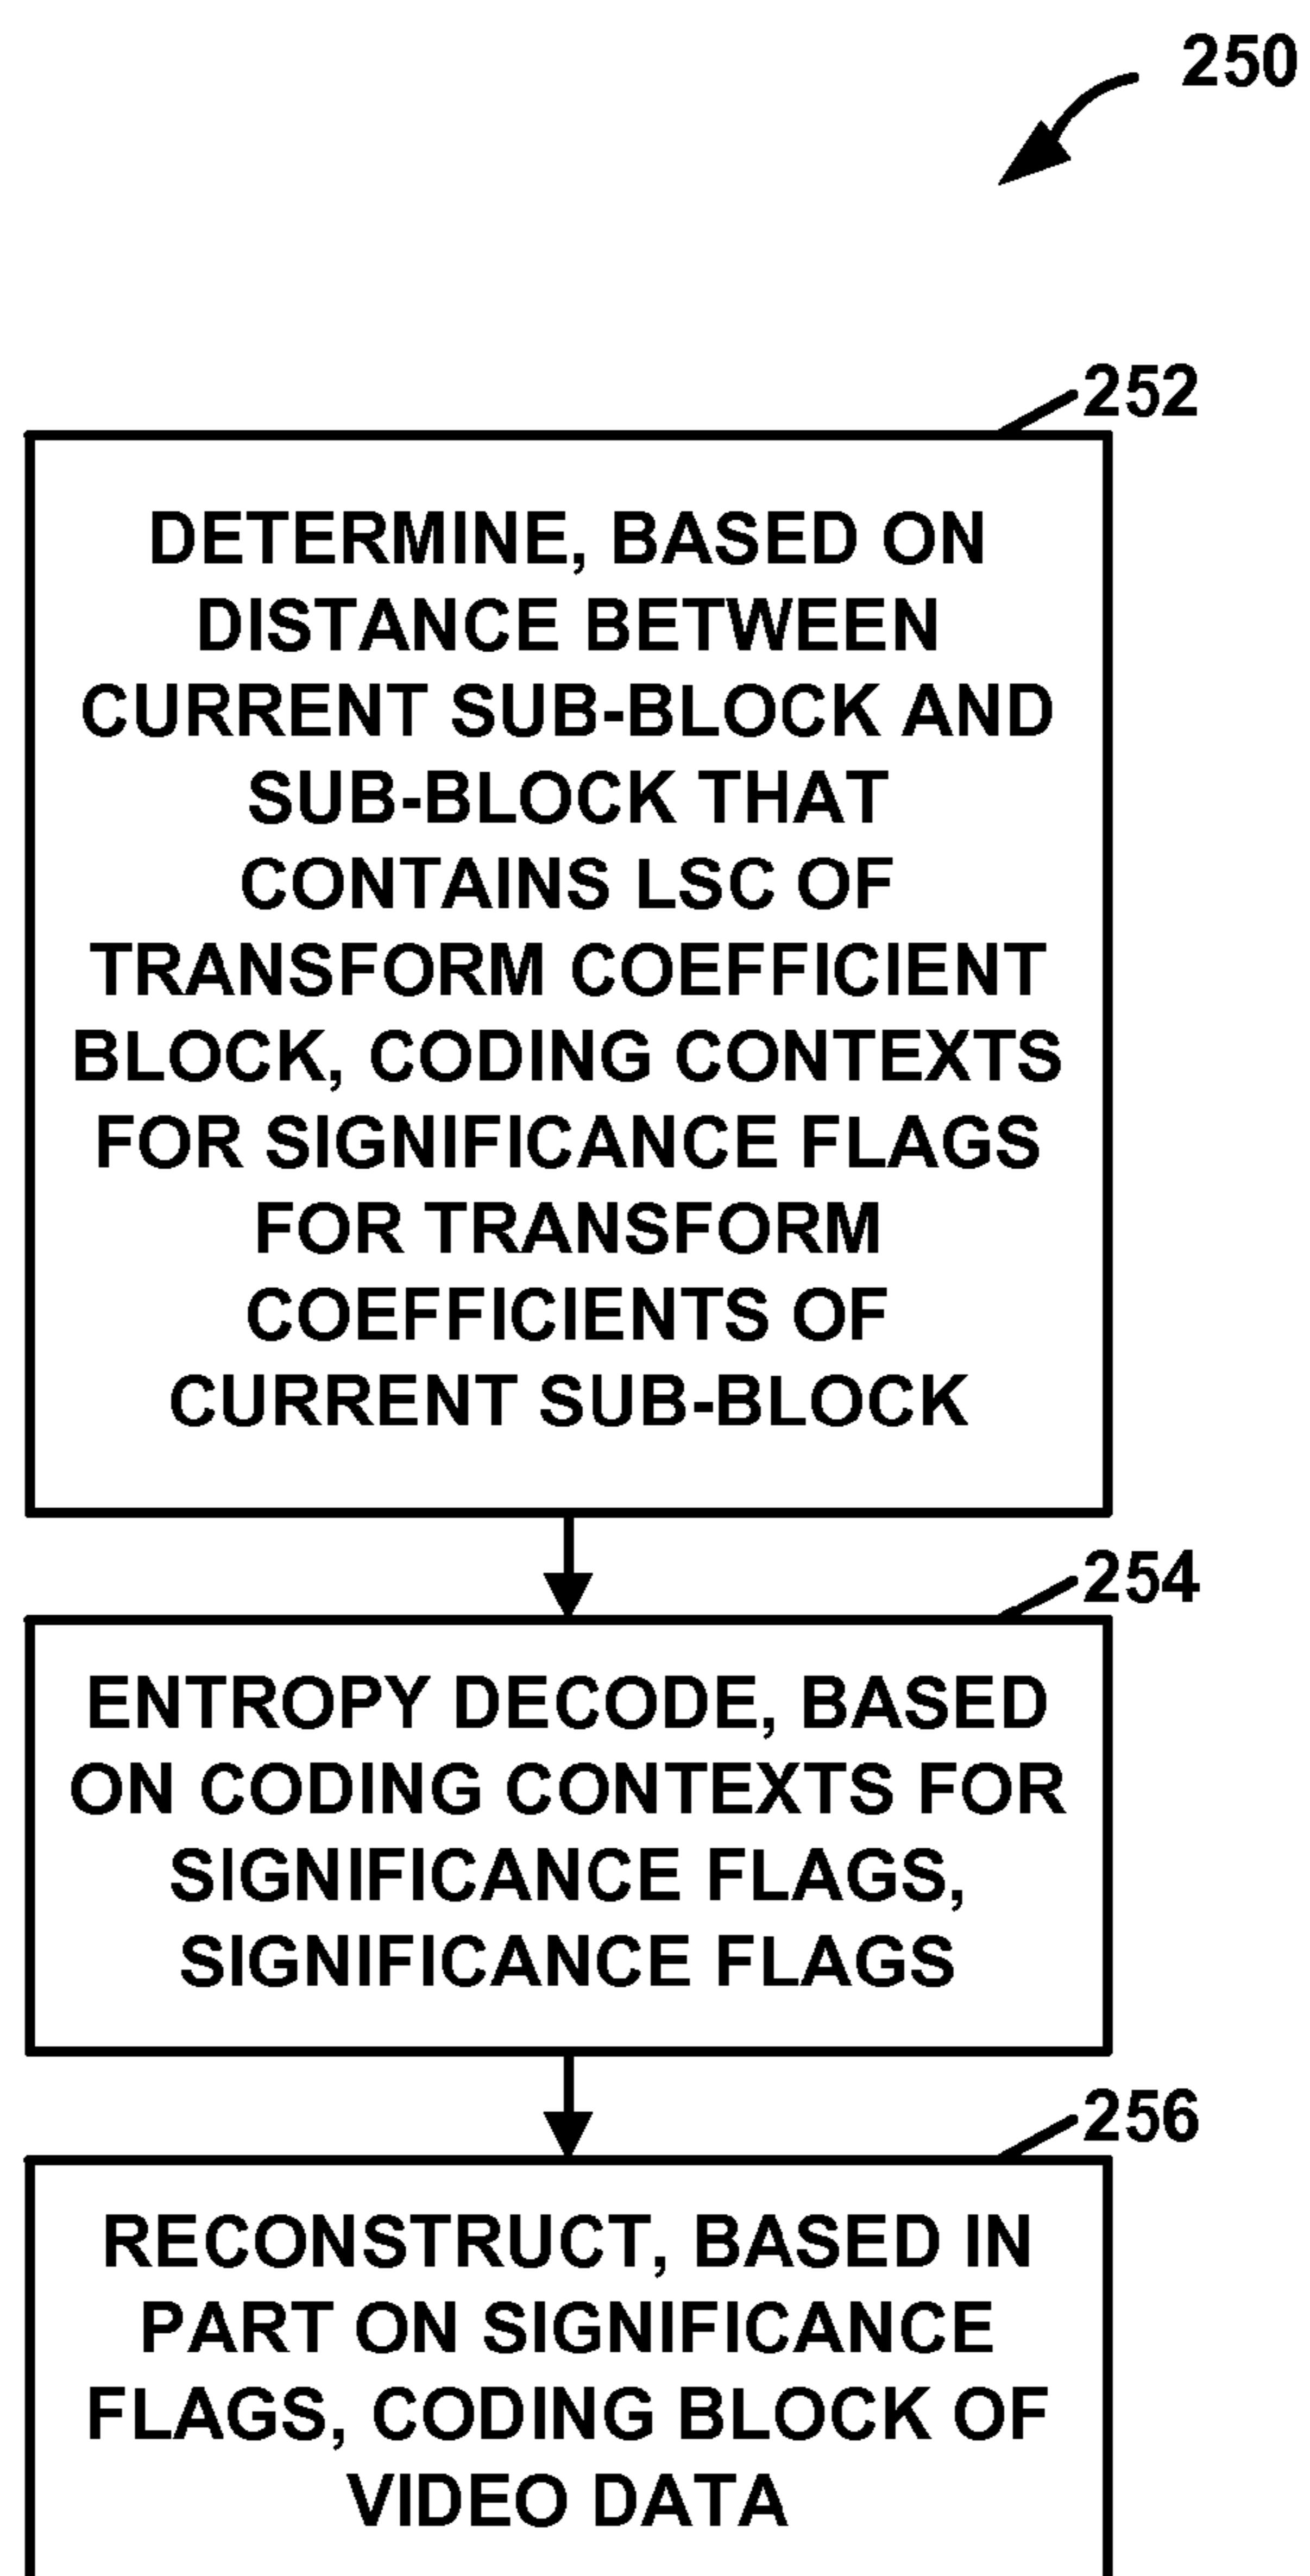 250
252
DETERMINE, BASED ON
DISTANCE BETWEEN
CURRENT SUB-BLOCK AND
SUB-BLOCK THAT
CONTAINS LSC OF
TRANSFORM COEFFICIENT
BLOCK, CODING CONTEXTS
FOR SIGNIFICANCE FLAGS
FOR TRANSFORM
COEFFICIENTS OF
CURRENT SUB-BLOCK
254
ENTROPY DECODE, BASED
ON CODING CONTEXTS FOR
SIGNIFICANCE FLAGS,
SIGNIFICANCE FLAGS
256
RECONSTRUCT, BASED IN
PART ON SIGNIFICANCE
FLAGS, CODING BLOCK OF
VIDEO DATA